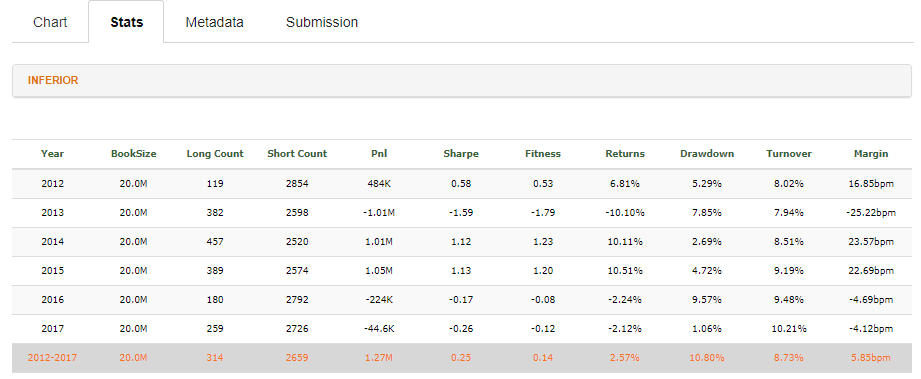 Chart Stats Metadata Submission
INFERIOR
Year BookSize Long Count Short Count Pnl Sharpe Fitness Returns Drawdown Turnover Margin
2012 20.0M 119 2854 484K 0.58 0.53 6.81% 5.29% 8.02% 16.85bpm
2013 20.0M 382 2598 -1.01M -1.59 -1.79 -10.10% 7.85% 7.94% -25.22bpm
2014 20.0M 457 2520 1.01M 1.12 1.23 10.11% 2.69% 8.51% 23.57bpm
2015 20.0M 389 2574 1.05M 1.13 1.20 10.51% 4.72% 9.19% 22.69bpm
2016 20.0M 180 2792 -224K -0.17 -0.08 -2.24% 9.57% 9.48% -4.69bpm
2017 20.0M 259 2726 -44.6K -0.26 -0.12 -2.12% 1.06% 10.21% -4.12bpm
2012-2017 20.0M 314 2659 1.27M 0.25 0.14 2.57% 10.80% 8.73% 5.85bpm